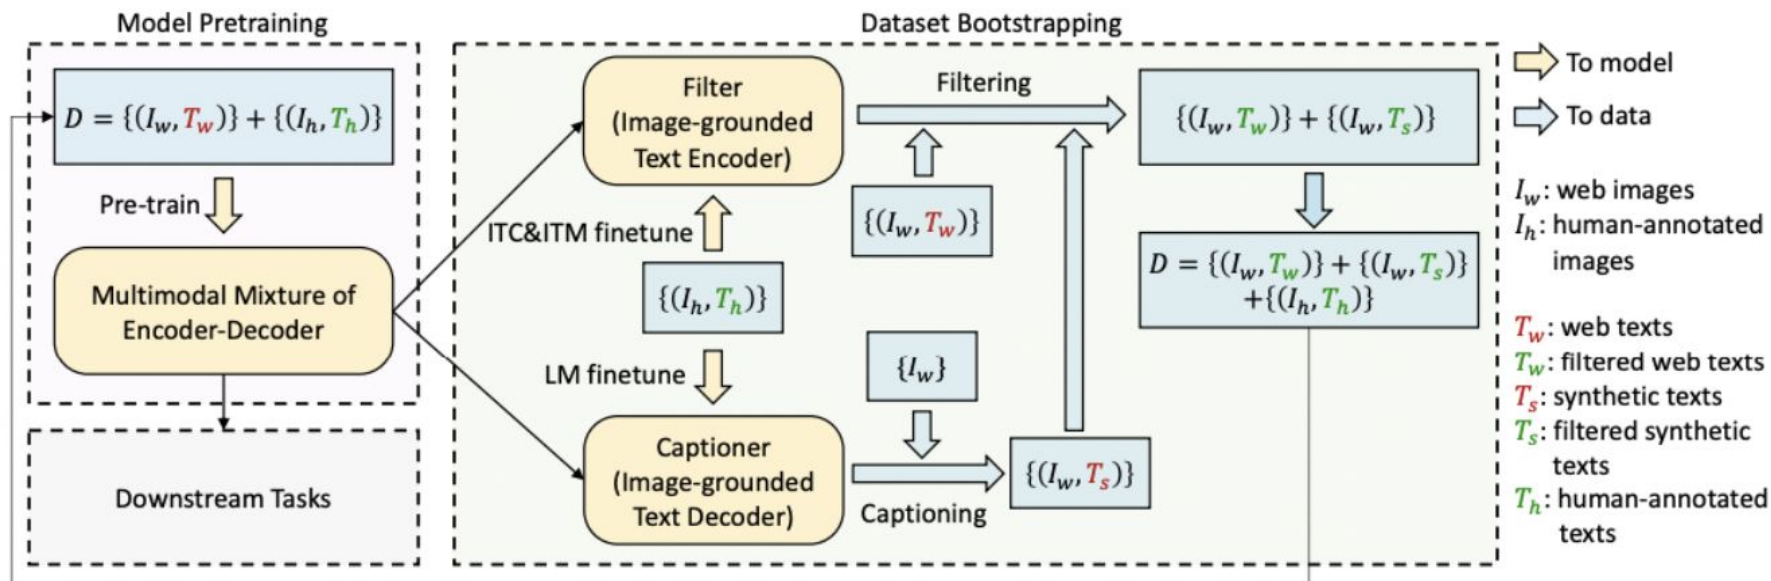 Model Pretraining
D = {(I_w, T_w)} + {(I_h, T_h)}
Pre-train
Multimodal Mixture of
Encoder-Decoder
Downstream Tasks
Dataset Bootstrapping
Filter
(Image-grounded
Text Encoder)
ITC&ITM finetune
{(I_h, T_h)}
LM finetune
Captioner
(Image-grounded
Text Decoder)
Filtering
{(I_w, T_w)}
{I_w}
Captioning
{(I_w, T_s)}
{(I_w, T_w)} + {(I_w, T_s)}
D = {(I_w, T_w)} + {(I_w, T_s)}
+{(I_h, T_h)}
To model
To data
I_w: web images
I_h: human-annotated
images
T_w: web texts
T_w: filtered web texts
T_s: synthetic texts
T_s: filtered synthetic
texts
T_h: human-annotated
texts